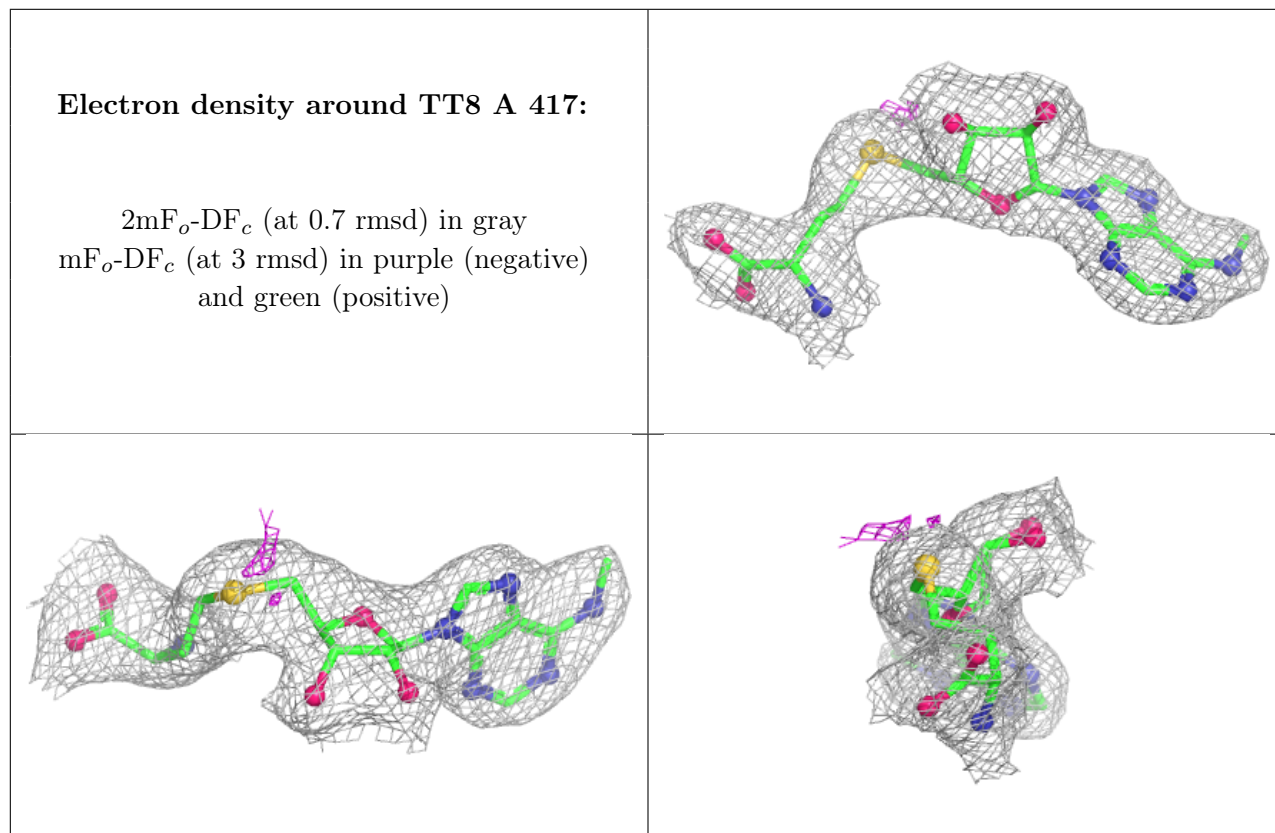 Electron density around TT8 A 417:
2mFo-DFc (at 0.7 rmsd) in gray
mFo-DFc (at 3 rmsd) in purple (negative)
and green (positive)